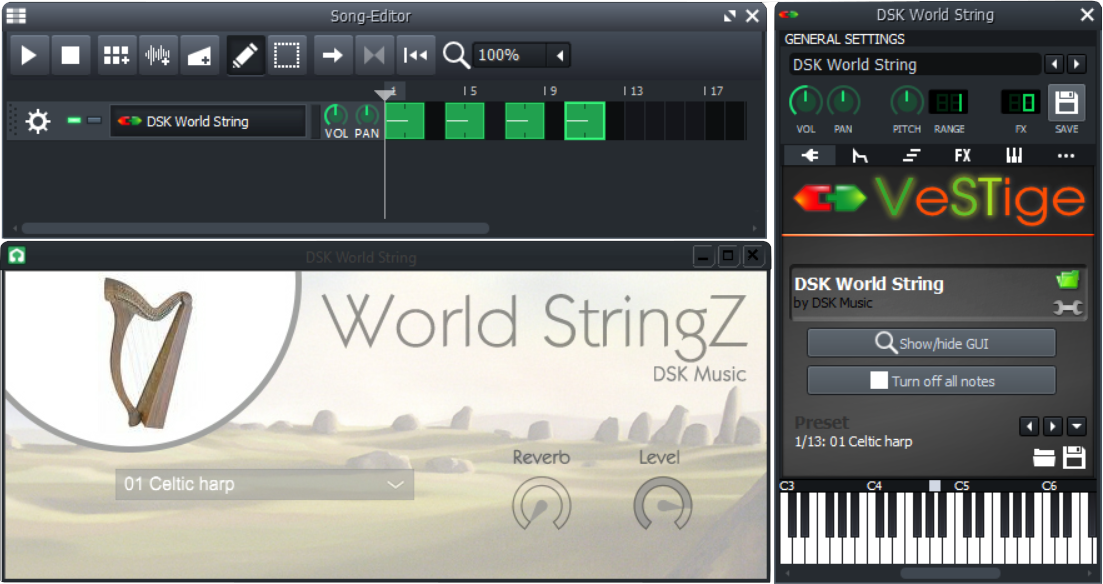 Song-Editor
100%
1
5
9
13
17
DSK World String
VOL PAN
DSK World String
World StringZ
DSK Music
Reverb
Level
01 Celtic harp
DSK World String
GENERAL SETTINGS
DSK World String
1
0
VOL PAN PITCH RANGE FX SAVE
FX
VeSTige
DSK World String
by DSK Music
Show/hide GUI
Turn off all notes
Preset
1/13: 01 Celtic harp
C3 C4 C5 C6